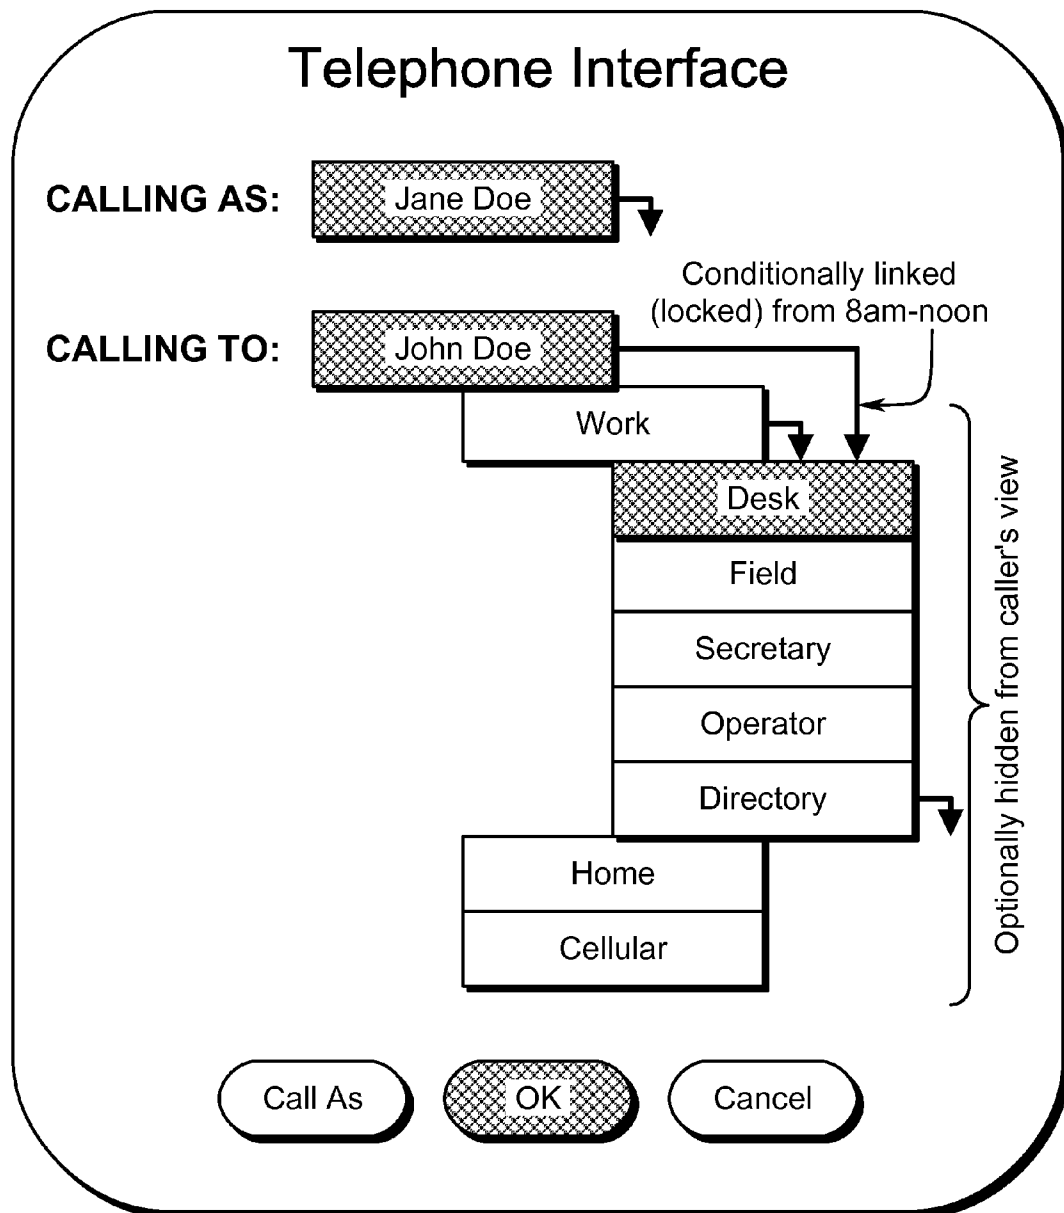 Telephone Interface
CALLING AS:
Jane Doe
Conditionally linked
(locked) from 8am-noon
CALLING TO:
John Doe
Work
Desk
Field
Secretary
Operator
Directory
Home
Cellular
Optionally hidden from caller's view
Call As
OK
Cancel